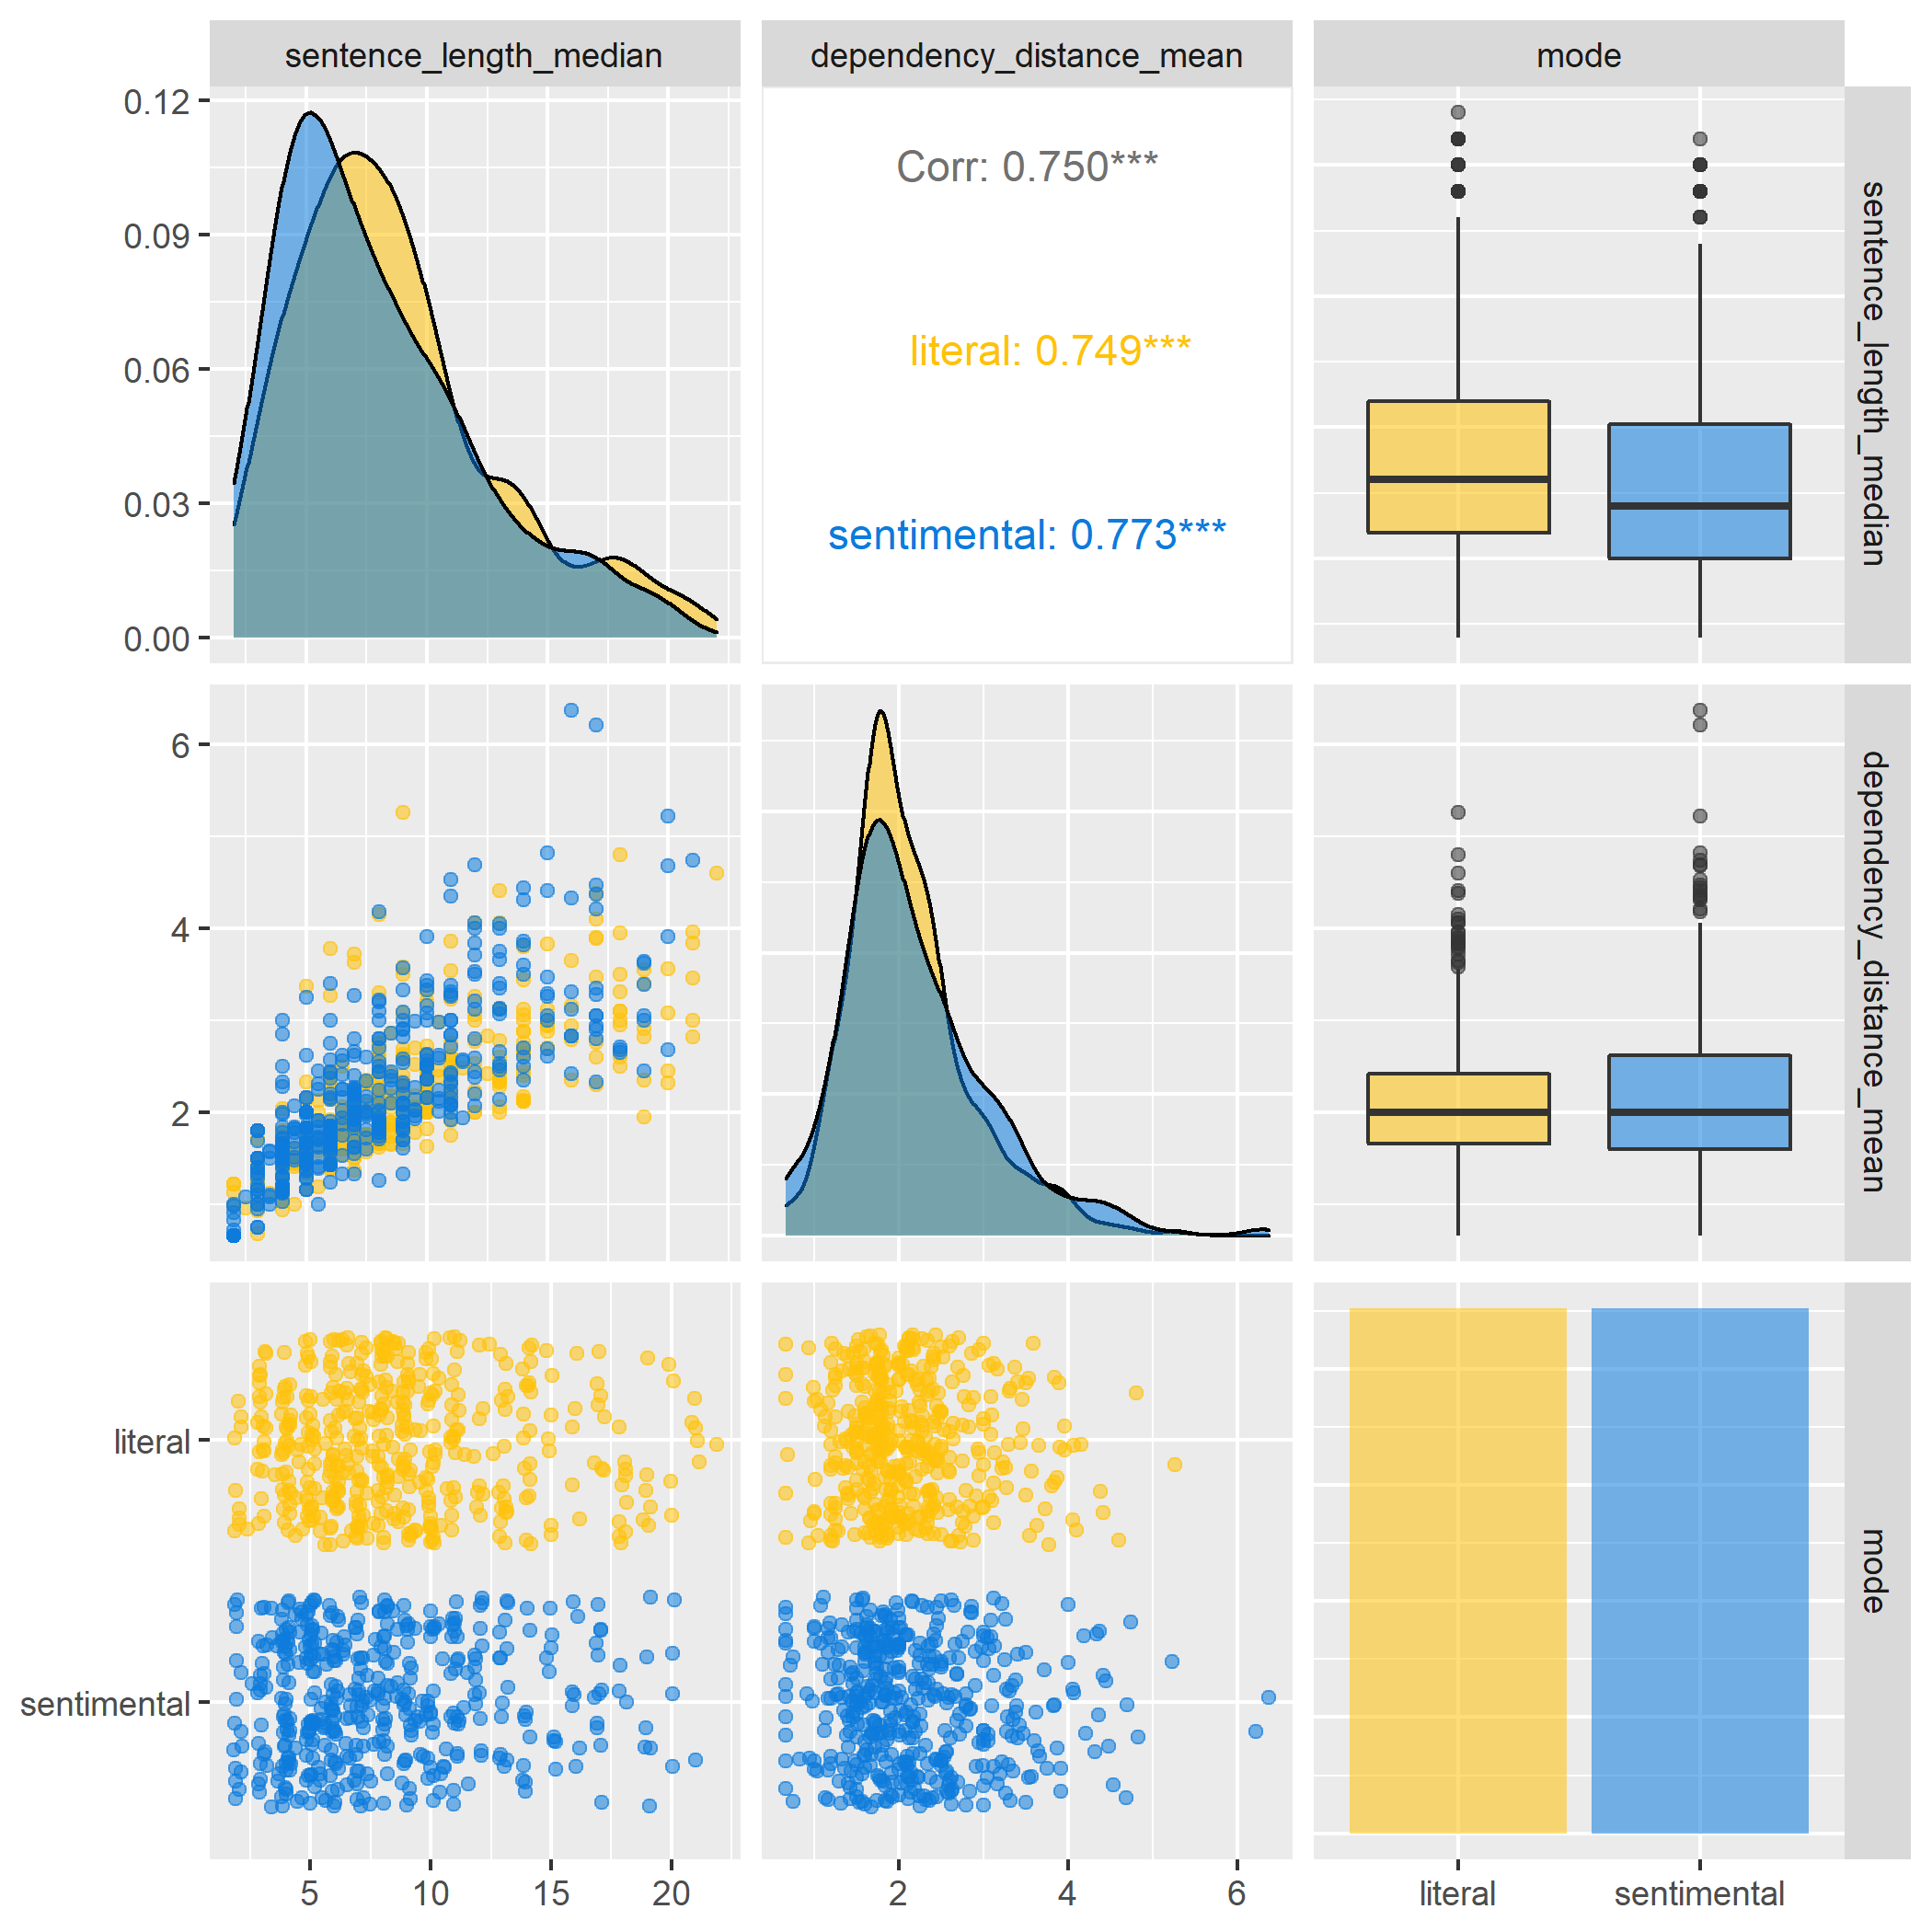 sentence_length_median
dependency_distance_mean
mode
0.12
0.09
0.06
0.03
0.00
Corr: 0.750***
literal: 0.749***
sentimental: 0.773***
sentence_length_median
6
4
2
dependency_distance_mean
literal
sentimental
mode
5 10 15 20
2 4 6
literal sentimental